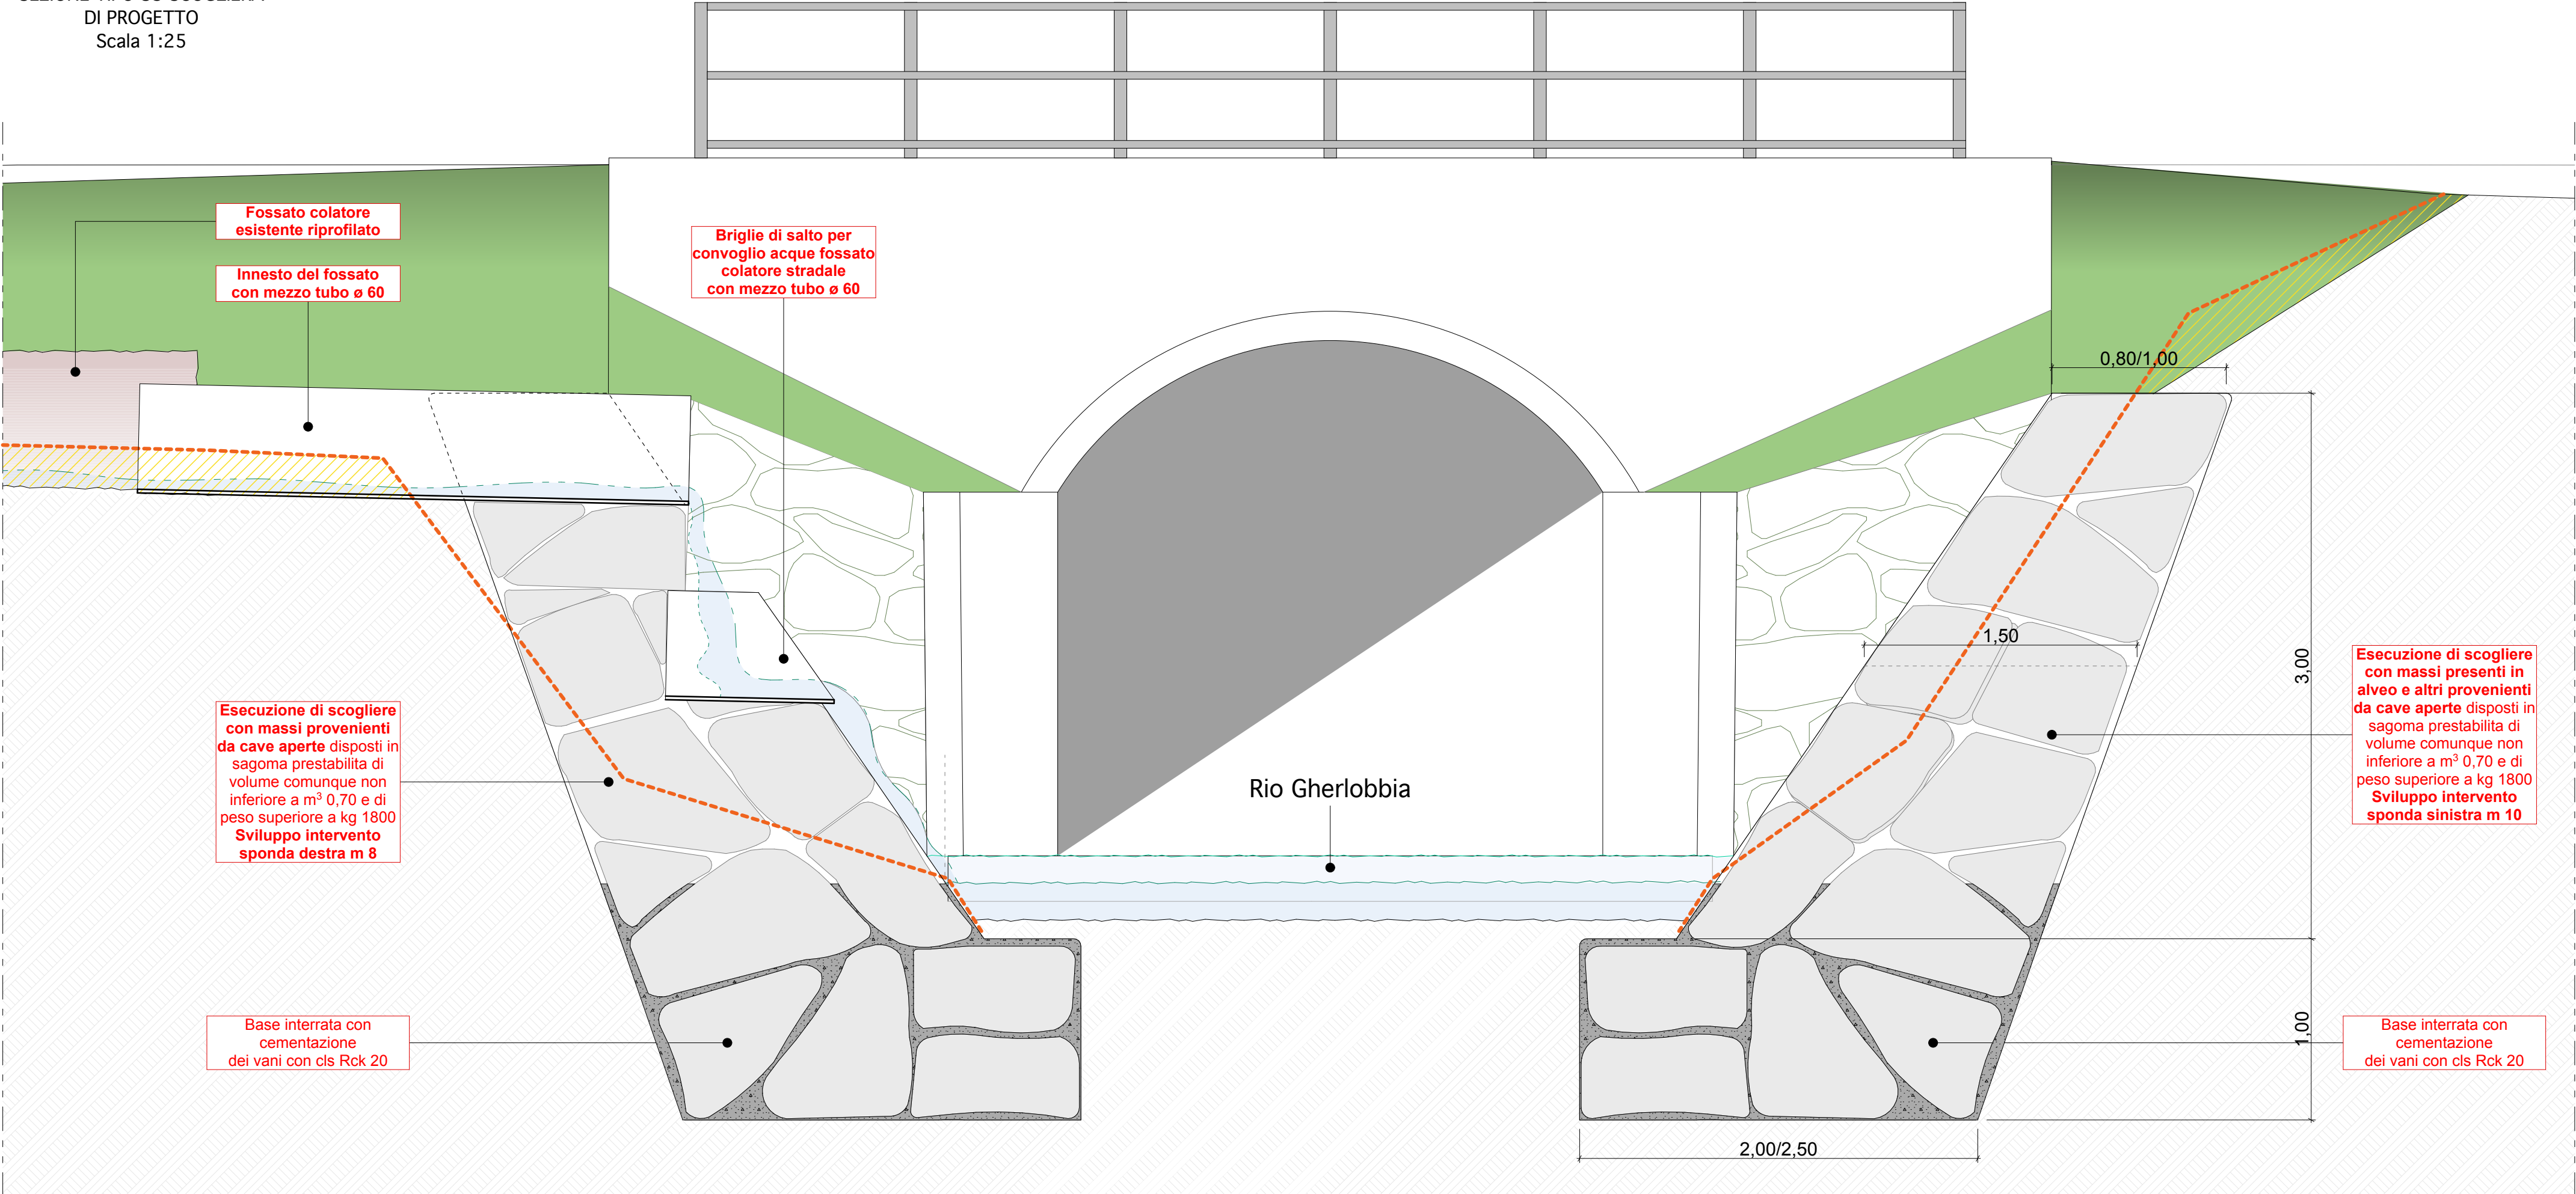 DI PROGETTO
Scala 1:25
Fossato colatore
esistente riprofilato
Innesto del fossato
con mezzo tubo ø 60
Briglie di salto per
convoglio acque fossato
colatore stradale
con mezzo tubo ø 60
0,80/1,00
1,50
3,00
Esecuzione di scogliere
con massi provenienti
da cave aperte disposti in
sagoma prestabilita di
volume comunque non
inferiore a m³ 0,70 e di
peso superiore a kg 1800
Sviluppo intervento
sponda destra m 8
Rio Gherlobbia
Esecuzione di scogliere
con massi presenti in
alveo e altri provenienti
da cave aperte disposti in
sagoma prestabilita di
volume comunque non
inferiore a m³ 0,70 e di
peso superiore a kg 1800
Sviluppo intervento
sponda sinistra m 10
Base interrata con
cementazione
dei vani con cls Rck 20
1,00
Base interrata con
cementazione
dei vani con cls Rck 20
2,00/2,50